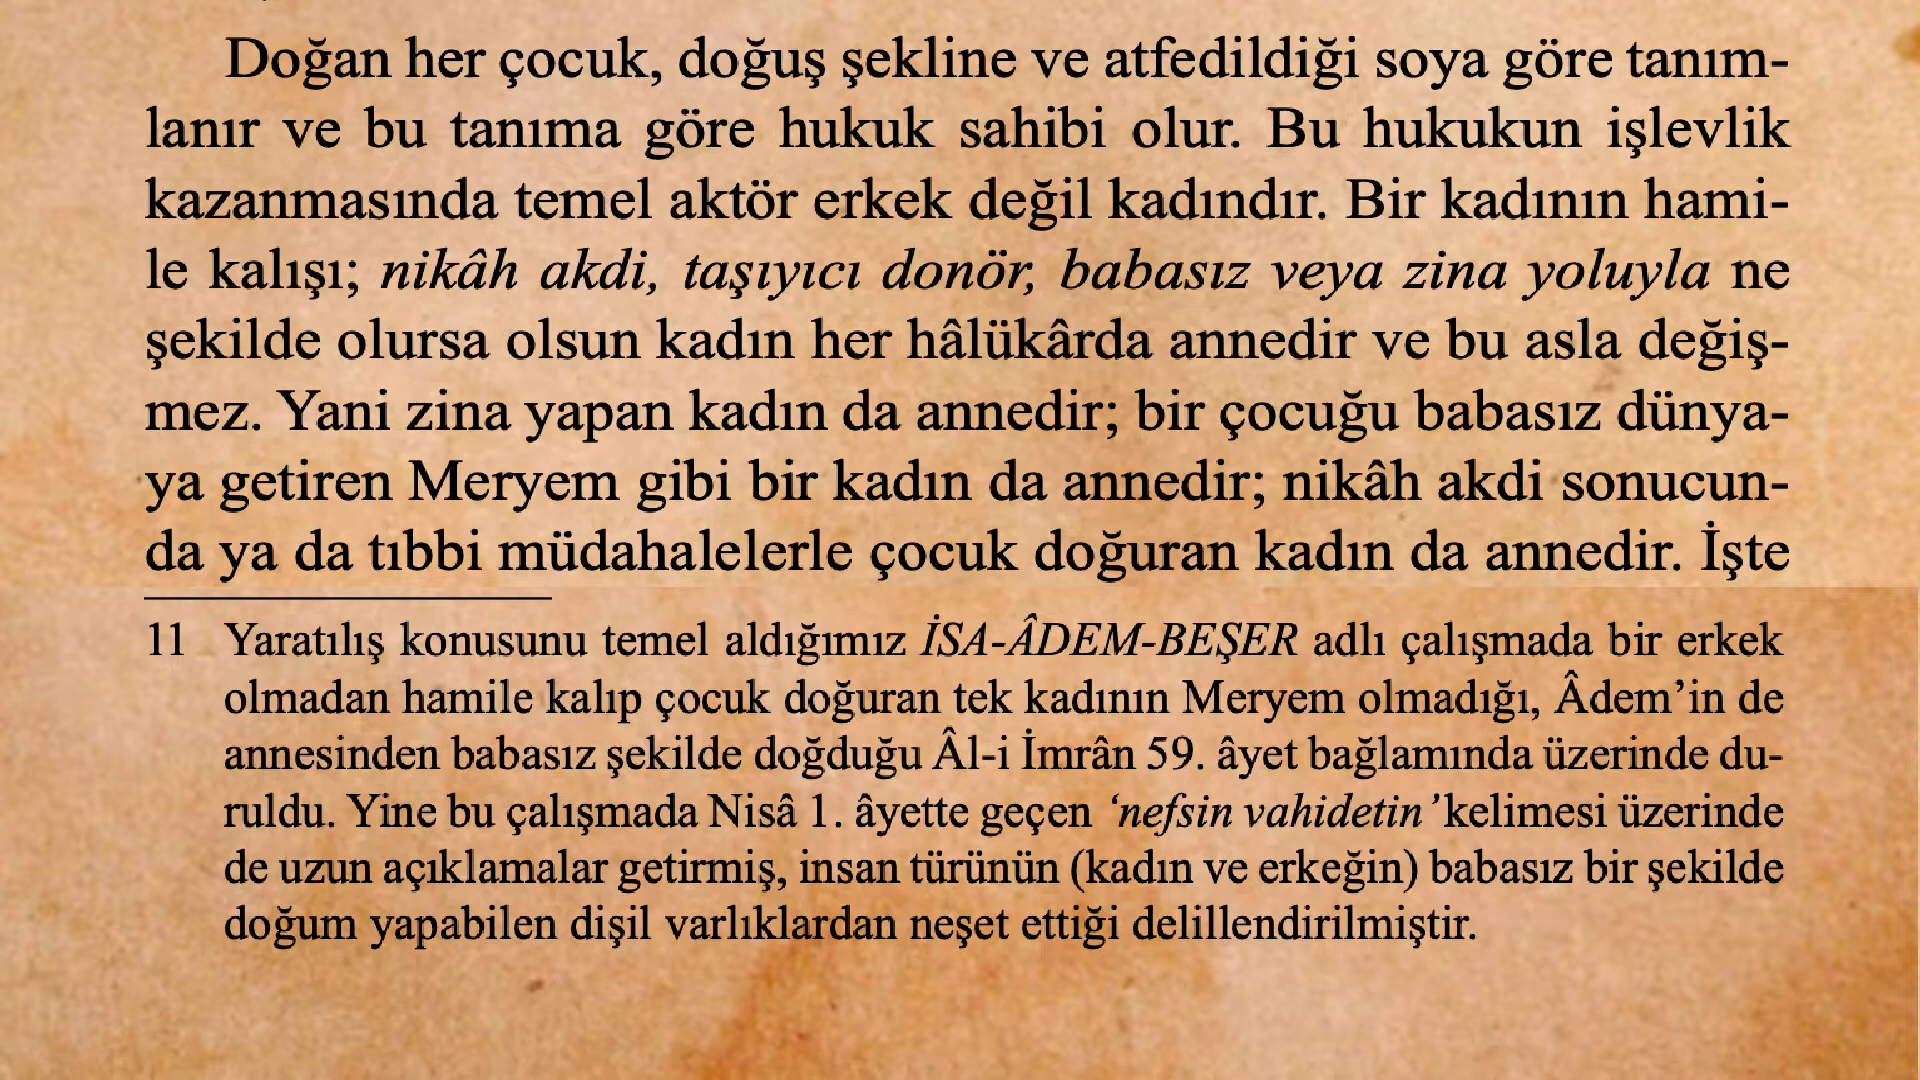 Doğan her çocuk, doğuş şekline ve atfedildiği soya göre tanım-
lanır ve bu tanıma göre hukuk sahibi olur. Bu hukukun işlevlik
kazanmasında temel aktör erkek değil kadındır. Bir kadının hami-
le kalışı; nikâh akdi, taşıyıcı donör, babasız veya zina yoluyla ne
şekilde olursa olsun kadın her hâlükârda annedir ve bu asla değiş-
mez. Yani zina yapan kadın da annedir; bir çocuğu babasız dünya-
ya getiren Meryem gibi bir kadın da annedir; nikâh akdi sonucun-
da ya da tıbbi müdahalelerle çocuk doğuran kadın da annedir. İşte
11 Yaratılış konusunu temel aldığımız İSA-ÂDEM-BEŞER adlı çalışmada bir erkek
olmadan hamile kalıp çocuk doğuran tek kadının Meryem olmadığı, Âdem’in de
annesinden babasız şekilde doğduğu Âl-i İmrân 59. âyet bağlamında üzerinde du-
ruldu. Yine bu çalışmada Nisâ 1. âyette geçen ‘nefsin vahidetin’ kelimesi üzerinde
de uzun açıklamalar getirmiş, insan türünün (kadın ve erkeğin) babasız bir şekilde
doğum yapabilen dişil varlıklardan neşet ettiği delillendirilmiştir.